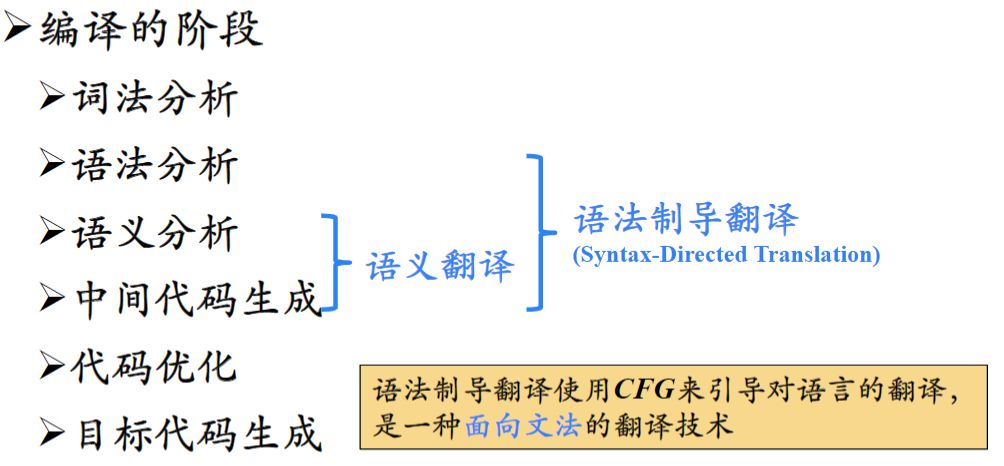 编译的阶段
词法分析
语法分析
语义分析
中间代码生成
代码优化
目标代码生成
语义翻译
语法制导翻译
(Syntax-Directed Translation)
语法制导翻译使用CFG来引导对语言的翻译，
是一种面向文法的翻译技术